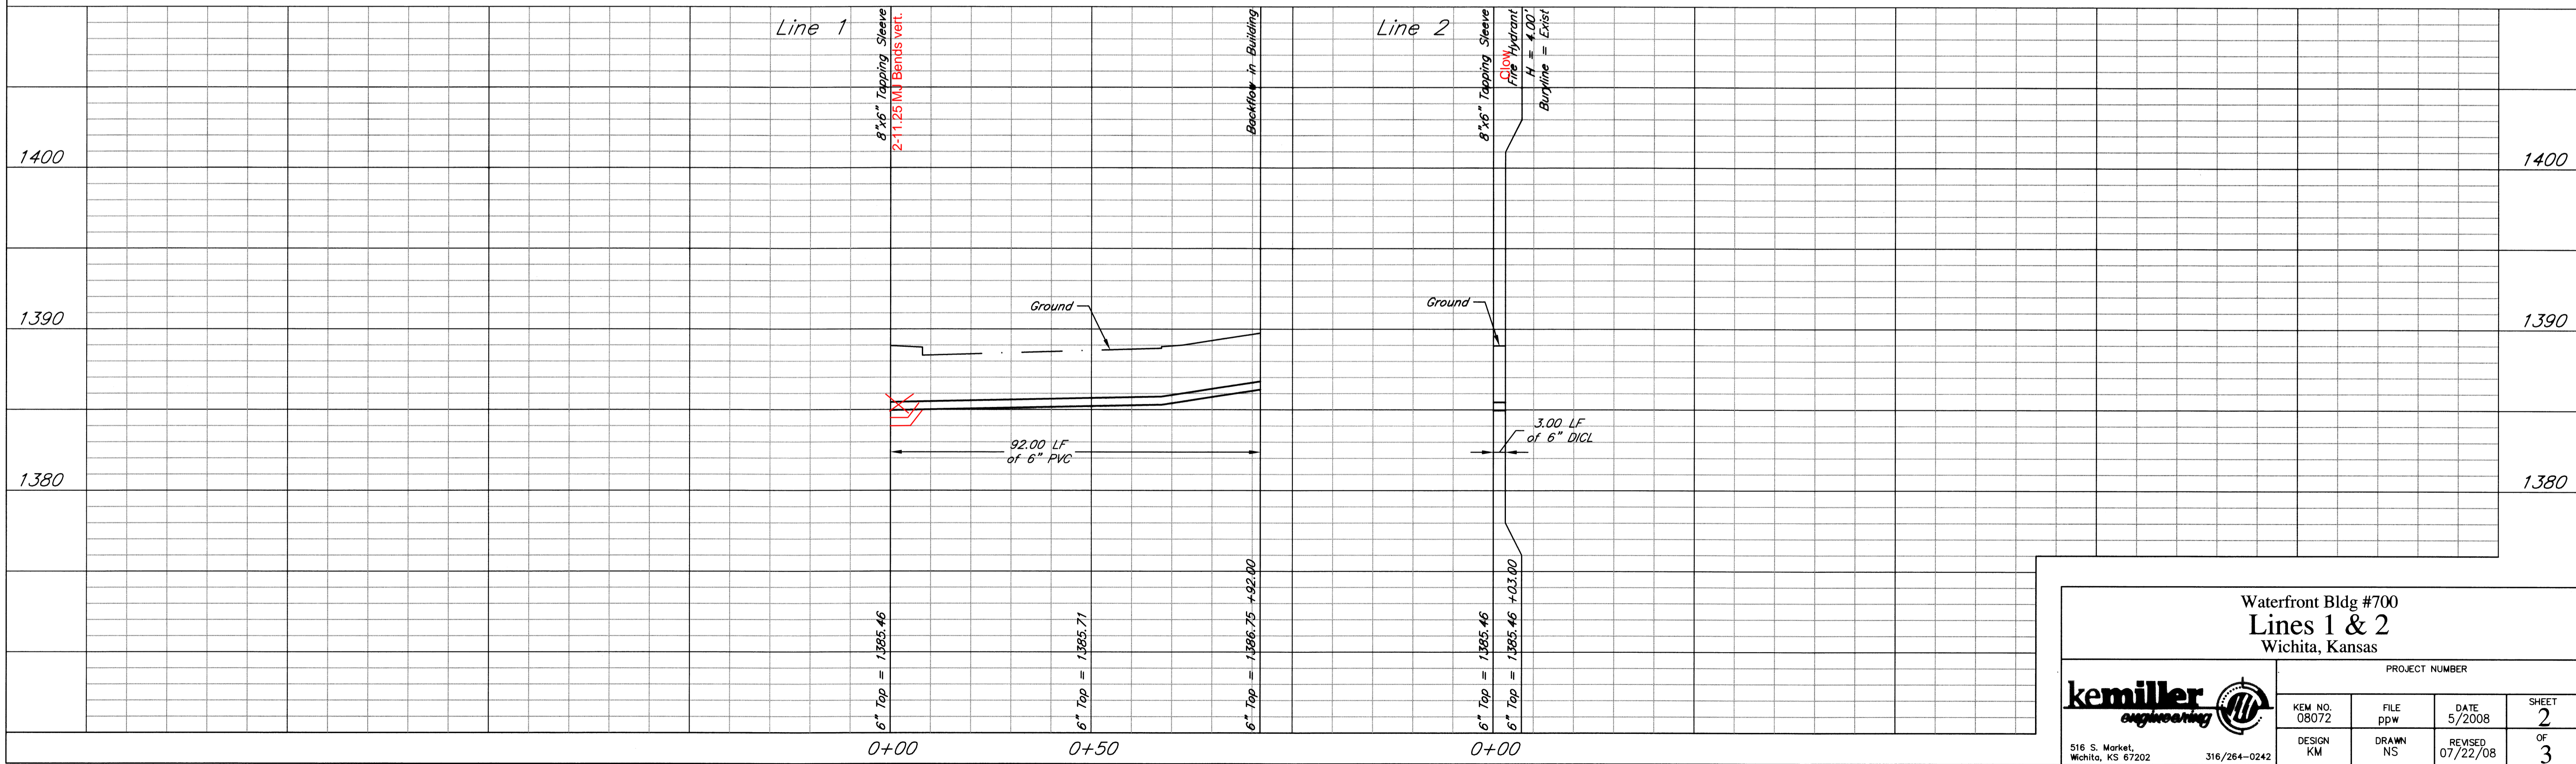 Line 1
8"x6" Tapping Sleeve
2-11.25 MJ Bends vert.
Backflow in Building
Line 2
8"x6" Tapping Sleeve
Clow
Fire Hydrant
H = 4.00'
Buryline = Exist
1400
1400
Ground
Ground
1390
1390
92.00 LF
of 6" PVC
3.00 LF
of 6" DICL
1380
1380
6" Top = 1385.46
6" Top = 1385.71
6" Top = 1386.75 +92.00
6" Top = 1385.46
6" Top = 1385.46 +03.00
0+00
0+50
0+00
Waterfront Bldg #700
Lines 1 & 2
Wichita, Kansas
PROJECT NUMBER
kemiller
engineering
516 S. Market,
Wichita, KS 67202
316/264-0242
KEM NO.
08072
FILE
ppw
DATE
5/2008
SHEET
2
DESIGN
KM
DRAWN
NS
REVISED
07/22/08
OF
3